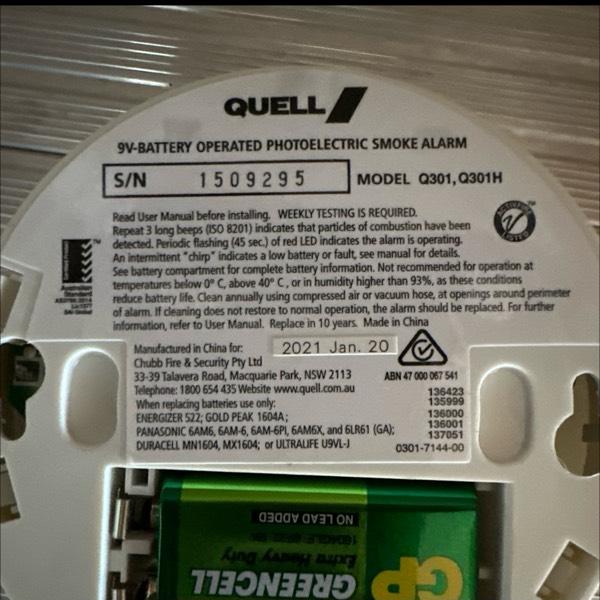 QUELL
9V-BATTERY OPERATED PHOTOELECTRIC SMOKE ALARM
S/N 1509295 MODEL Q301, Q301H
Read User Manual before installing. WEEKLY TESTING IS REQUIRED.
Repeat 3 long beeps (ISO 8201) indicates that particles of combustion have been
detected. Periodic flashing (45 sec.) of red LED indicates the alarm is operating.
An intermittent "chirp" indicates a low battery or fault, see manual for details.
See battery compartment for complete battery information. Not recommended for operation at
temperatures below 0° C, above 40° C, or in humidity higher than 93%, as these conditions
reduce battery life. Clean annually using compressed air or vacuum hose, at openings around perimeter
of alarm. If cleaning does not restore to normal operation, the alarm should be replaced. For further
information, refer to User Manual. Replace in 10 years. Made in China
TM
Australian
Standard
SAI Global
Manufactured in China for: 2021 Jan. 20
Chubb Fire & Security Pty Ltd
33-39 Talavera Road, Macquarie Park, NSW 2113 ABN 47 000 067 541
Telephone: 1800 654 435 Website www.quell.com.au
When replacing batteries use only:
ENERGIZER 522; GOLD PEAK 1604A;
PANASONIC 6AM6, 6AM-6, 6AM-6PI, 6AM6X, and 6LR61 (GA);
DURACELL MN1604, MX1604; or ULTRALIFE U9VL-J
136423
135999
136000
136001
137051
0301-7144-00
NO LEAD ADDED
Extra Heavy Duty
GP GREENCELL